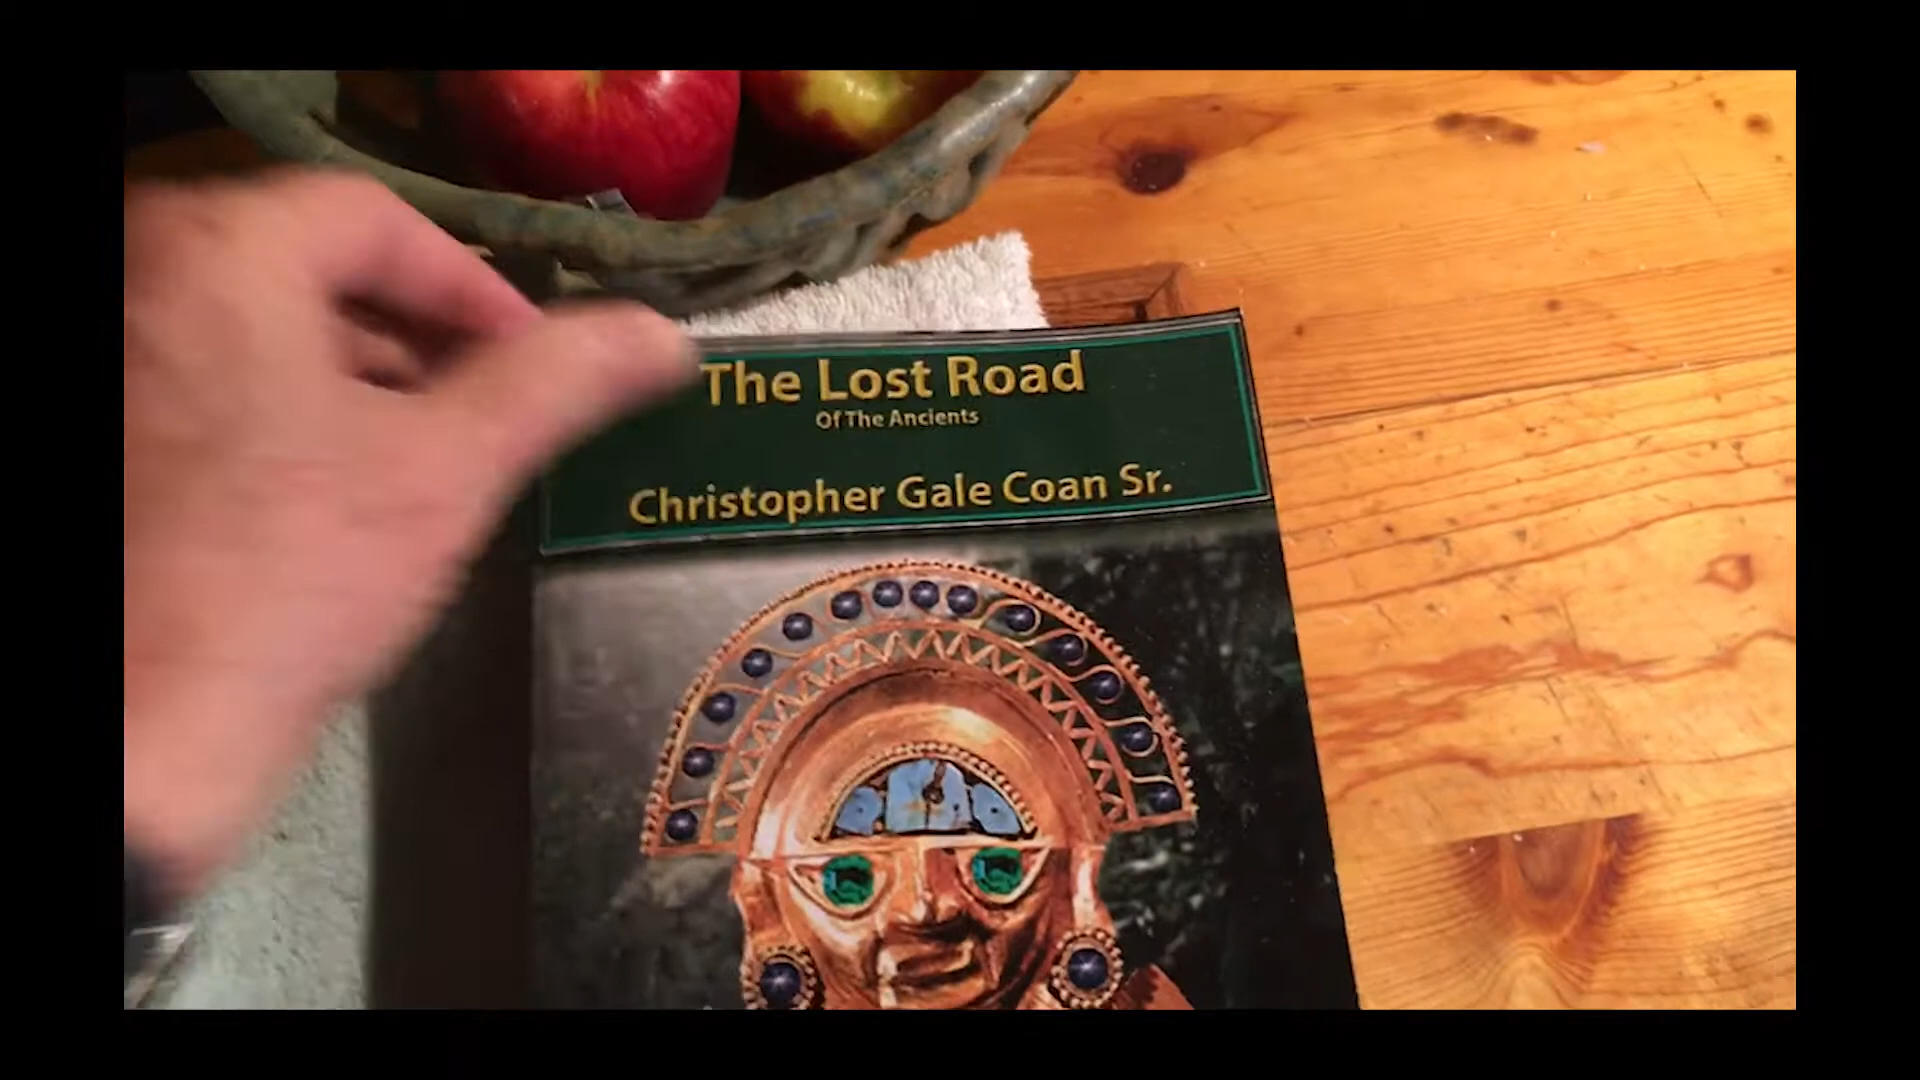 The Lost Road
Of The Ancients
Christopher Gale Coan Sr.